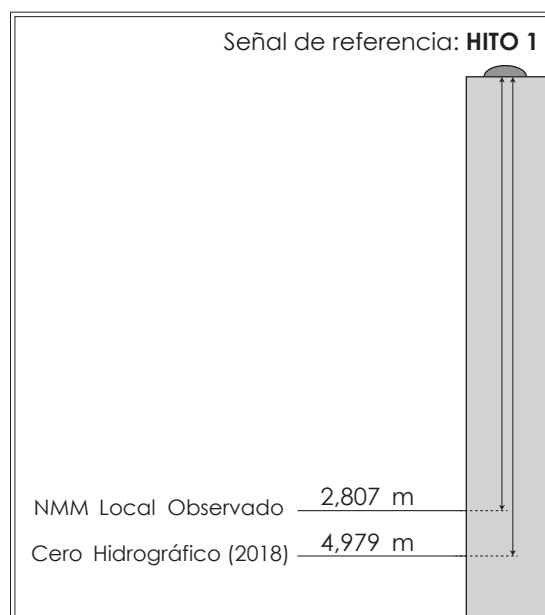 Señal de referencia: HITO 1
NMM Local Observado 2,807 m
Cero Hidrográfico (2018) 4,979 m